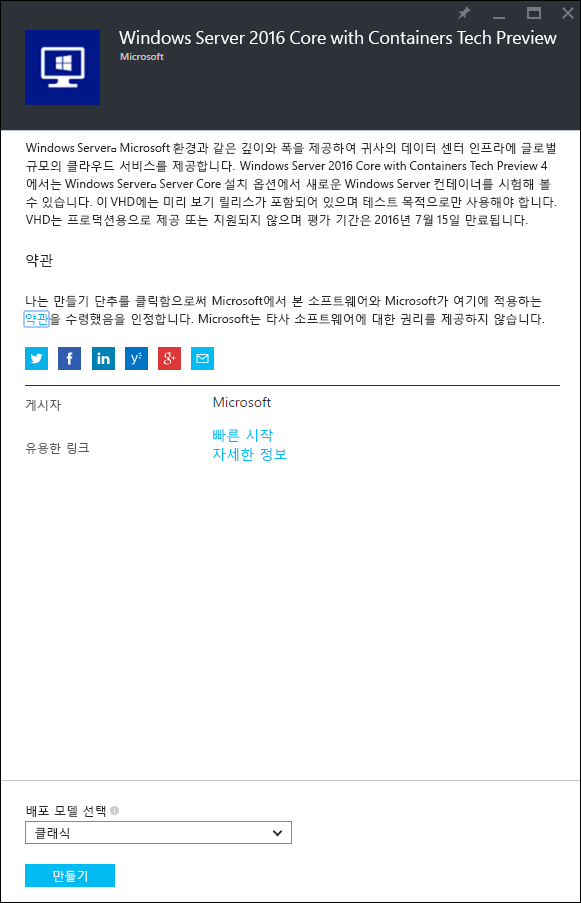 Windows Server 2016 Core with Containers Tech Preview
Microsoft
Windows Server는 Microsoft 환경과 같은 깊이와 폭을 제공하여 귀사의 데이터 센터 인프라에 글로벌
규모의 클라우드 서비스를 제공합니다. Windows Server 2016 Core with Containers Tech Preview 4
에서는 Windows Server의 Server Core 설치 옵션에서 새로운 Windows Server 컨테이너를 시험해 볼
수 있습니다. 이 VHD에는 미리 보기 릴리스가 포함되어 있으며 테스트 목적으로만 사용해야 합니다.
VHD는 프로덕션용으로 제공 또는 지원되지 않으며 평가 기간은 2016년 7월 15일 만료됩니다.
약관
나는 만들기 단추를 클릭함으로써 Microsoft에서 본 소프트웨어와 Microsoft가 여기에 적용하는
약관을 수령했음을 인정합니다. Microsoft는 타사 소프트웨어에 대한 권리를 제공하지 않습니다.
게시자 Microsoft
유용한 링크 빠른 시작
자세한 정보
배포 모델 선택
클래식
만들기